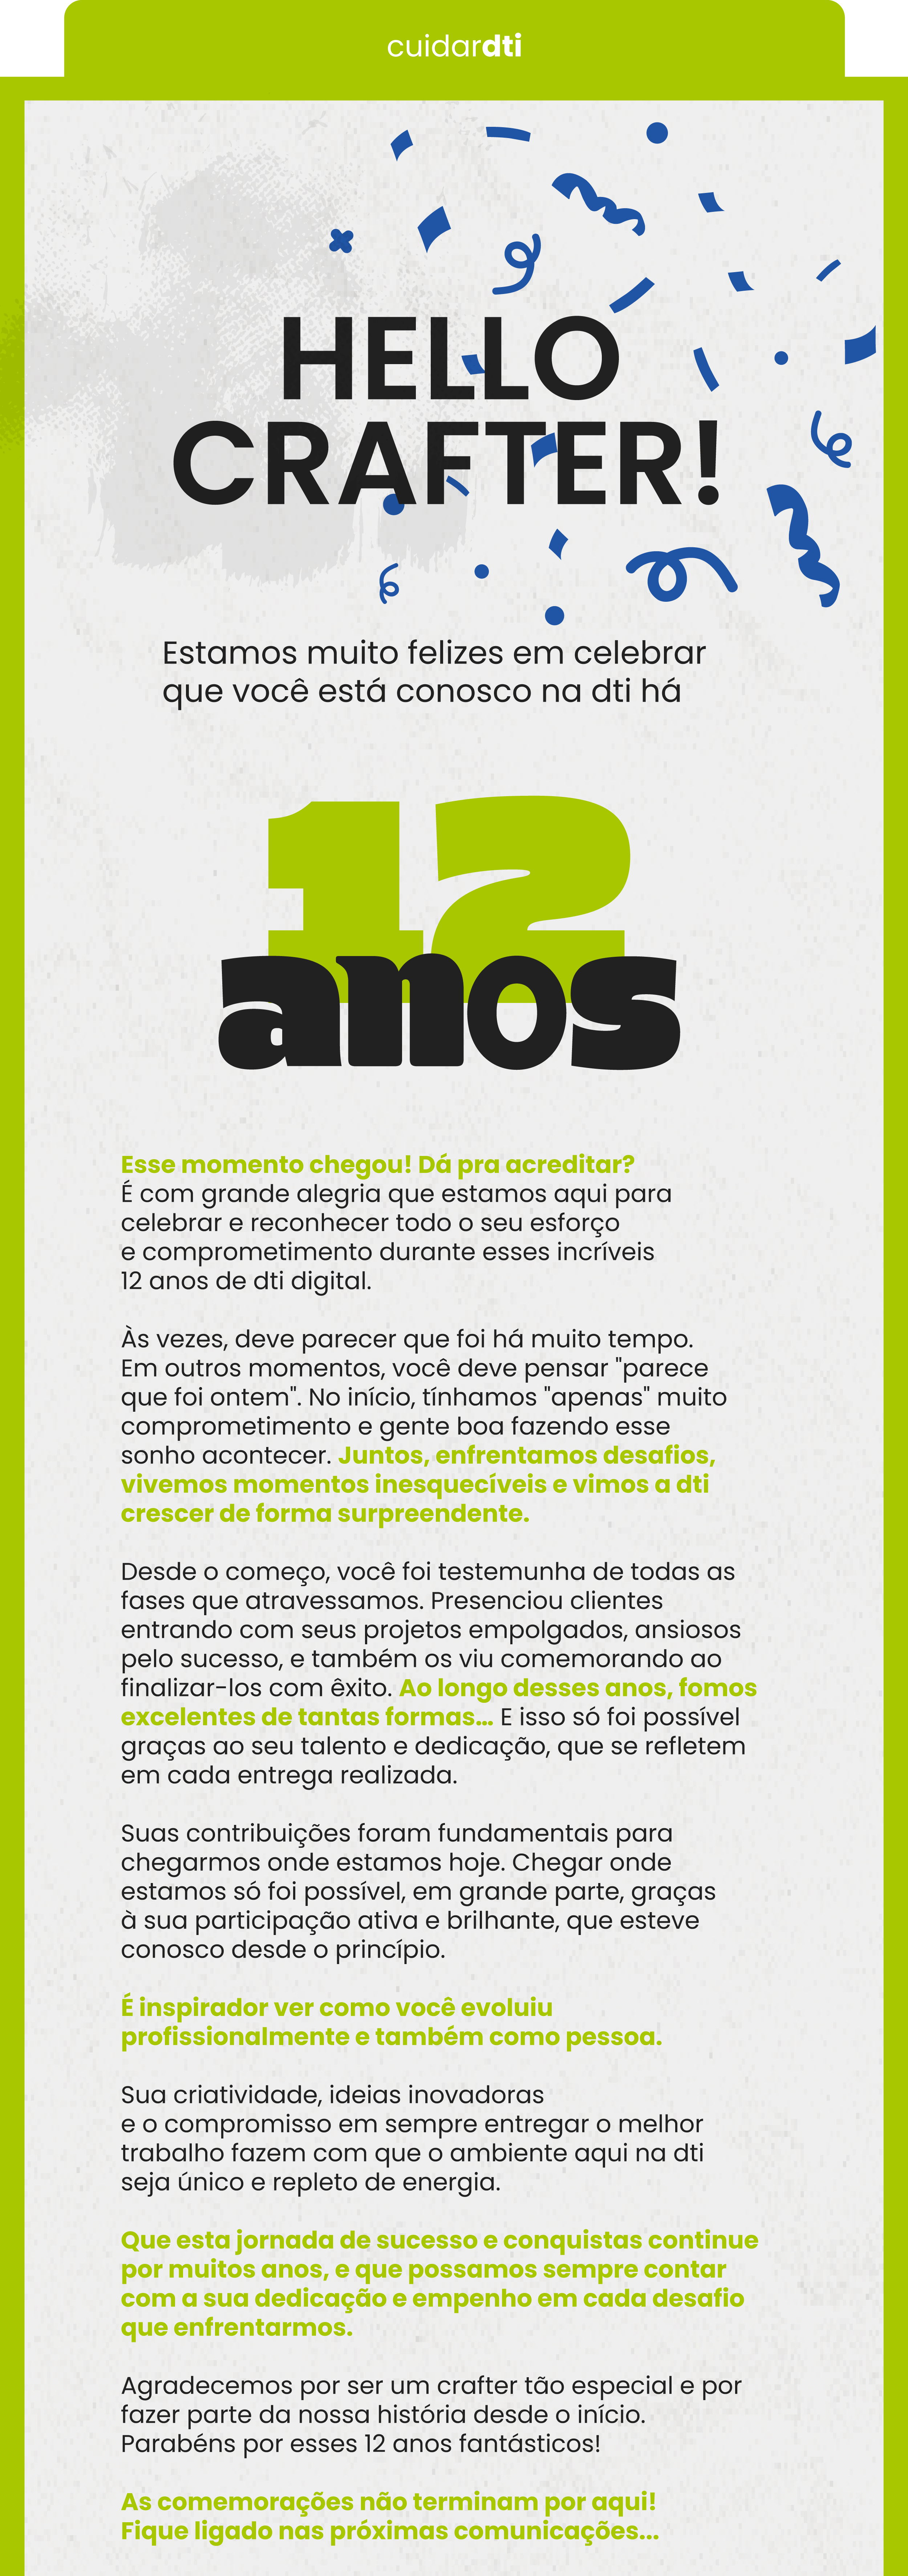 cuidardti
HELLO
CRAFTER!
Estamos muito felizes em celebrar
que você está conosco na dti há
12
anos
Esse momento chegou! Dá pra acreditar?
É com grande alegria que estamos aqui para
celebrar e reconhecer todo o seu esforço
e comprometimento durante esses incríveis
12 anos de dti digital.
Às vezes, deve parecer que foi há muito tempo.
Em outros momentos, você deve pensar "parece
que foi ontem". No início, tínhamos "apenas" muito
comprometimento e gente boa fazendo esse
sonho acontecer. Juntos, enfrentamos desafios,
vivemos momentos inesquecíveis e vimos a dti
crescer de forma surpreendente.
Desde o começo, você foi testemunha de todas as
fases que atravessamos. Presenciou clientes
entrando com seus projetos empolgados, ansiosos
pelo sucesso, e também os viu comemorando ao
finalizar-los com êxito. Ao longo desses anos, fomos
excelentes de tantas formas... E isso só foi possível
graças ao seu talento e dedicação, que se refletem
em cada entrega realizada.
Suas contribuições foram fundamentais para
chegarmos onde estamos hoje. Chegar onde
estamos só foi possível, em grande parte, graças
à sua participação ativa e brilhante, que esteve
conosco desde o princípio.
É inspirador ver como você evoluiu
profissionalmente e também como pessoa.
Sua criatividade, ideias inovadoras
e o compromisso em sempre entregar o melhor
trabalho fazem com que o ambiente aqui na dti
seja único e repleto de energia.
Que esta jornada de sucesso e conquistas continue
por muitos anos, e que possamos sempre contar
com a sua dedicação e empenho em cada desafio
que enfrentarmos.
Agradecemos por ser um crafter tão especial e por
fazer parte da nossa história desde o início.
Parabéns por esses 12 anos fantásticos!
As comemorações não terminam por aqui!
Fique ligado nas próximas comunicações...